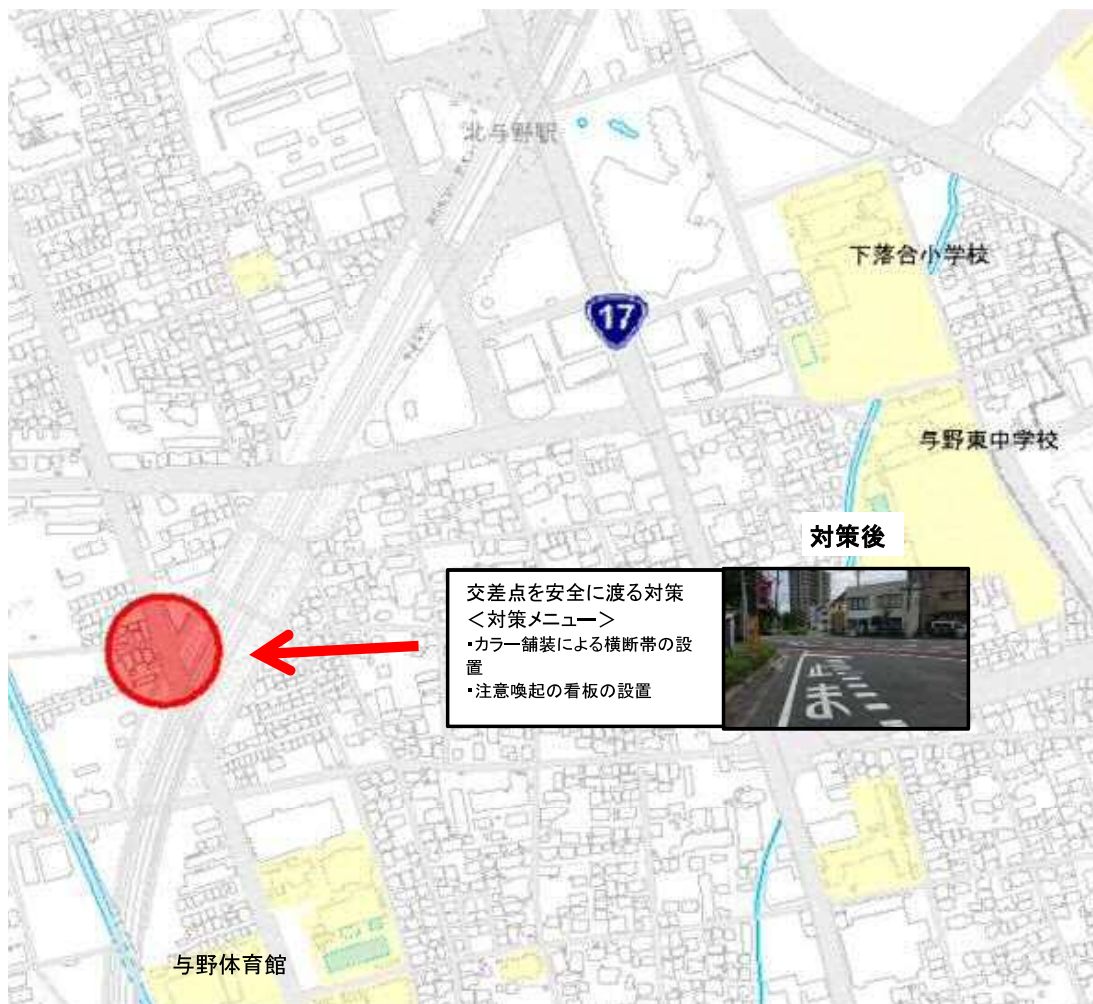 北与野駅
下落合小学校
17
与野東中学校
対策後
交差点を安全に渡る対策
＜対策メニュー＞
・カラー舗装による横断帯の設
置
・注意喚起の看板の設置
止まれ
与野体育館